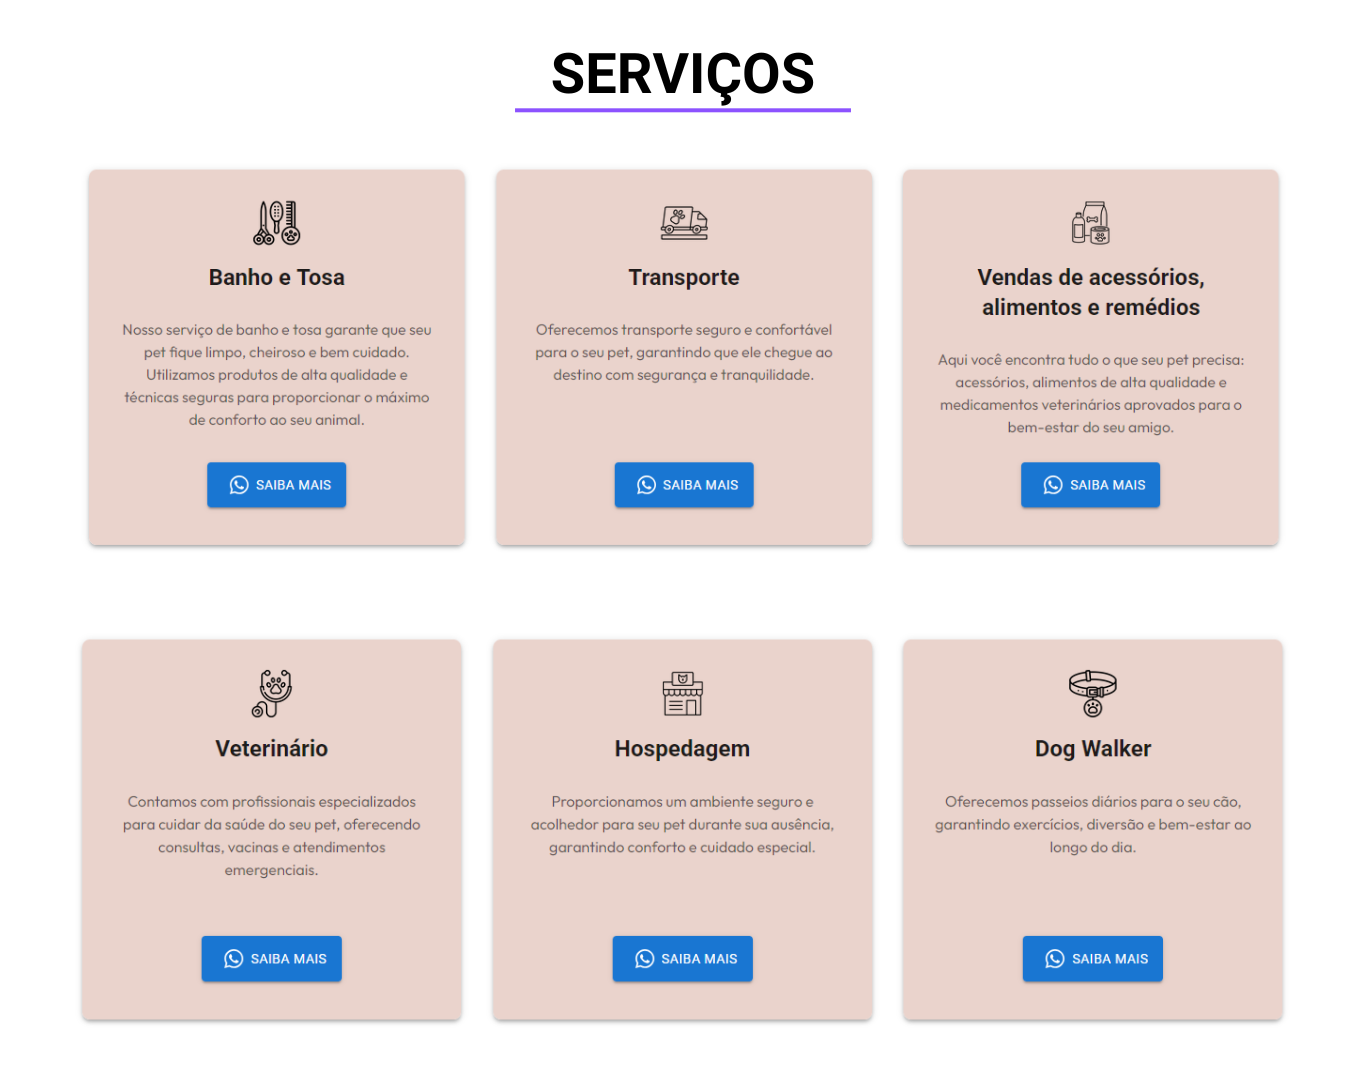 SERVIÇOS
Banho e Tosa
Nosso serviço de banho e tosa garante que seu
pet fique limpo, cheiroso e bem cuidado.
Utilizamos produtos de alta qualidade e
técnicas seguras para proporcionar o máximo
de conforto ao seu animal.
SAIBA MAIS
Transporte
Oferecemos transporte seguro e confortável
para o seu pet, garantindo que ele chegue ao
destino com segurança e tranquilidade.
SAIBA MAIS
Vendas de acessórios,
alimentos e remédios
Aqui você encontra tudo o que seu pet precisa:
acessórios, alimentos de alta qualidade e
medicamentos veterinários aprovados para o
bem-estar do seu amigo.
SAIBA MAIS
Veterinário
Contamos com profissionais especializados
para cuidar da saúde do seu pet, oferecendo
consultas, vacinas e atendimentos
emergenciais.
SAIBA MAIS
Hospedagem
Proporcionamos um ambiente seguro e
acolhedor para seu pet durante sua ausência,
garantindo conforto e cuidado especial.
SAIBA MAIS
Dog Walker
Oferecemos passeios diários para o seu cão,
garantindo exercícios, diversão e bem-estar ao
longo do dia.
SAIBA MAIS